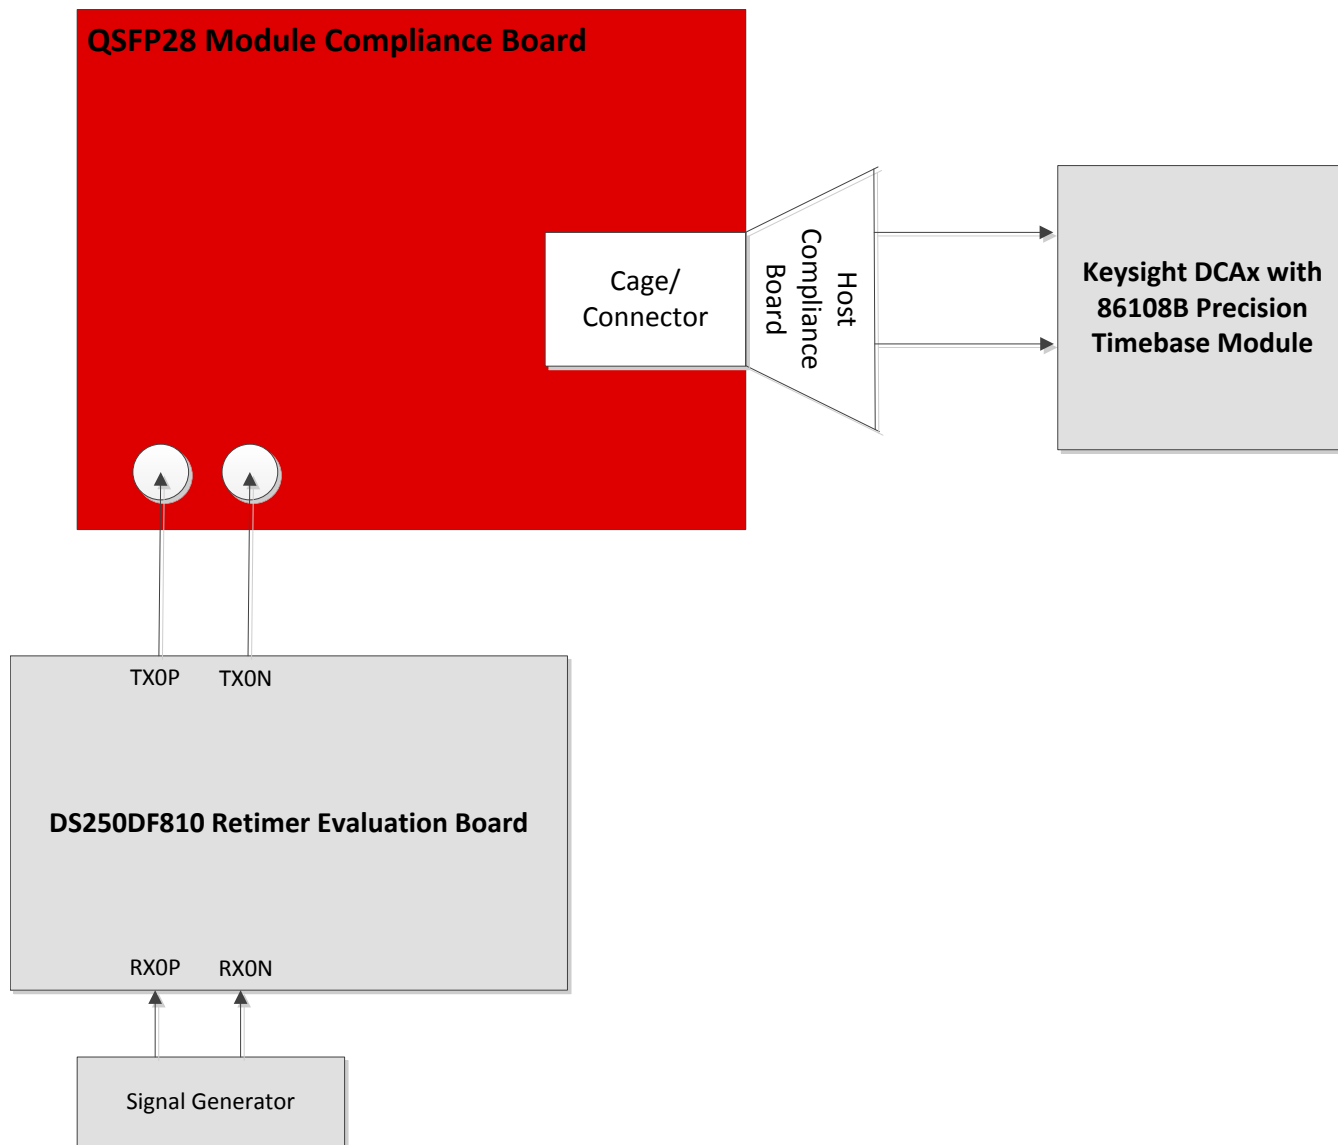 QSFP28 Module Compliance Board
Cage/
Connector
Host
Compliance
Board
Keysight DCAx with
86108B Precision
Timebase Module
TX0P
TX0N
DS250DF810 Retimer Evaluation Board
RX0P
RX0N
Signal Generator